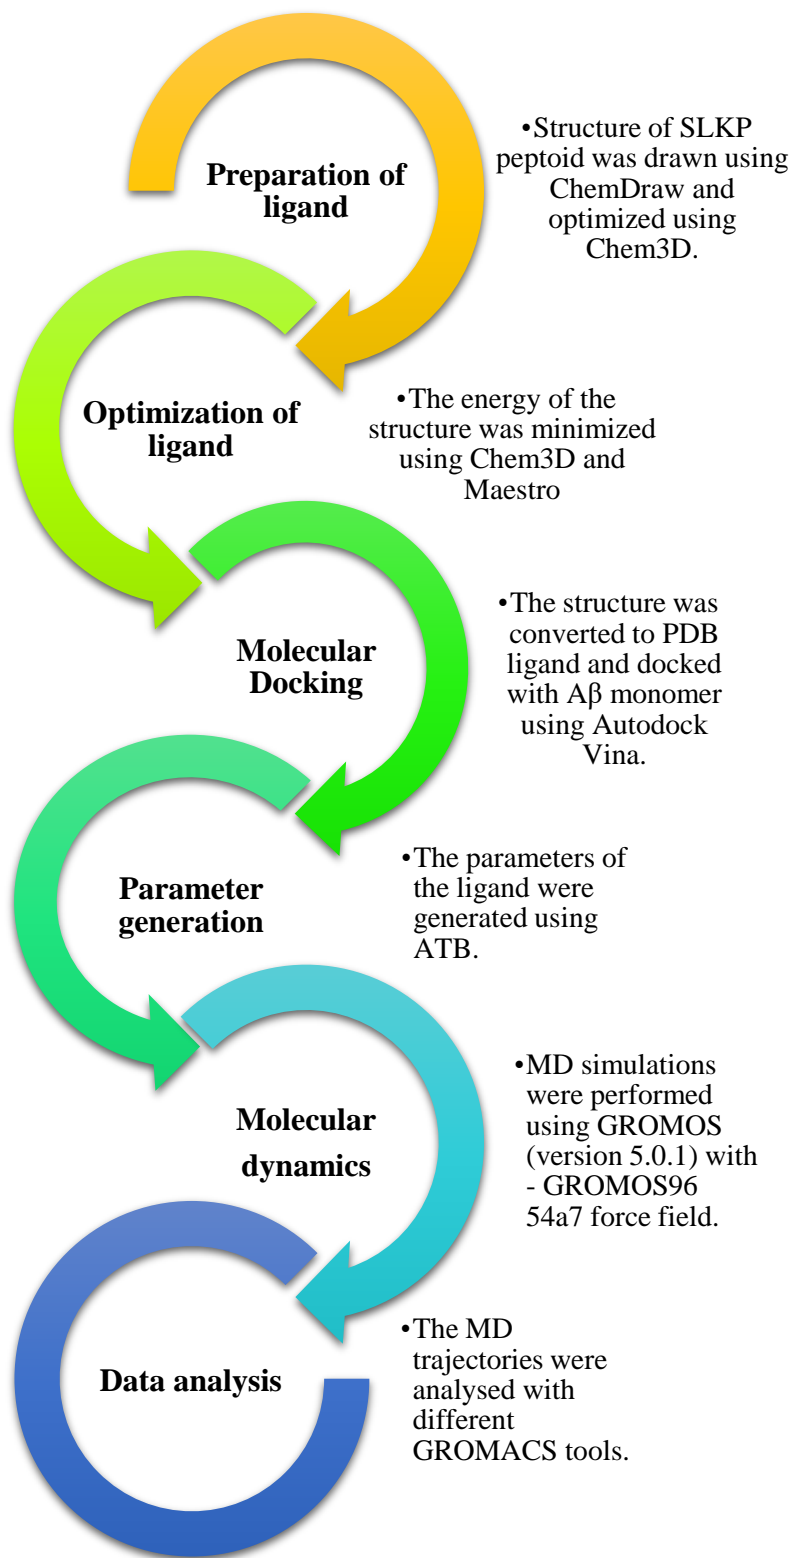 Preparation of
ligand
•Structure of SLKP
peptoid was drawn using
ChemDraw and
optimized using
Chem3D.
Optimization of
ligand
•The energy of the
structure was minimized
using Chem3D and
Maestro
Molecular
Docking
•The structure was
converted to PDB
ligand and docked
with Aβ monomer
using Autodock
Vina.
Parameter
generation
•The parameters of
the ligand were
generated using
ATB.
Molecular
dynamics
•MD simulations
were performed
using GROMOS
(version 5.0.1) with
- GROMOS96
54a7 force field.
Data analysis
•The MD
trajectories were
analysed with
different
GROMACS tools.